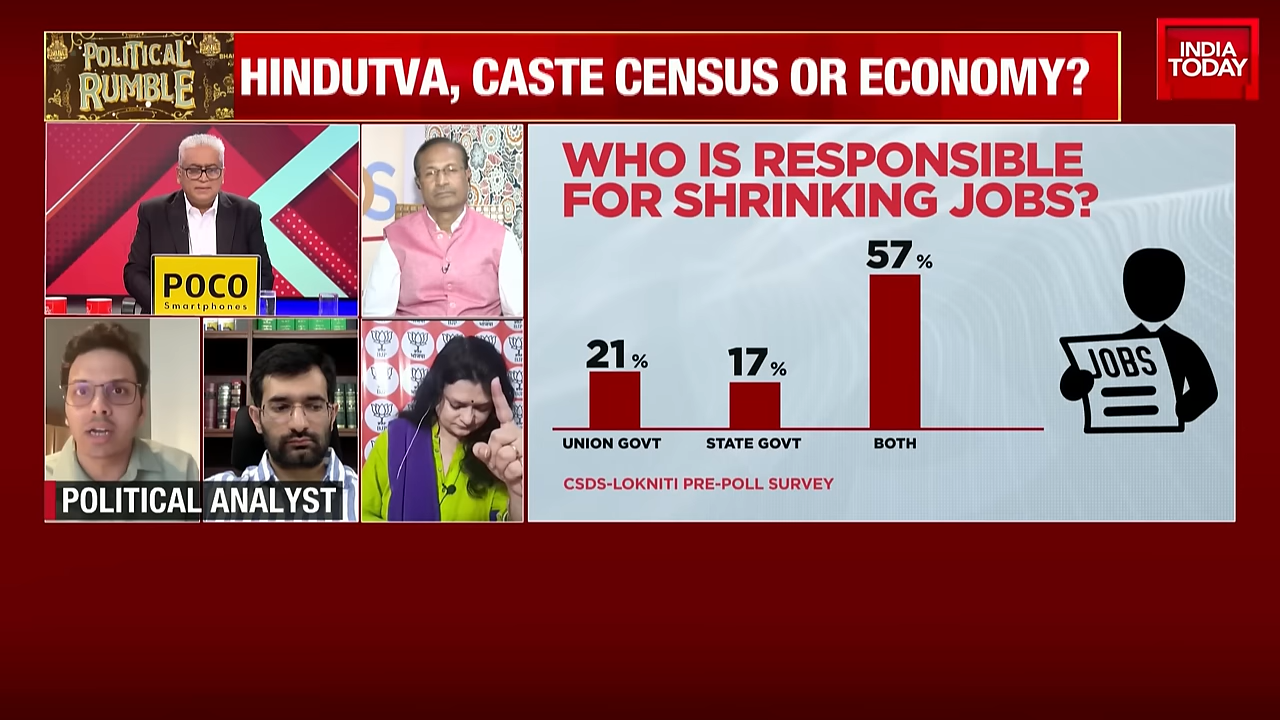 POLITICAL
RUMBLE
HINDUTVA, CASTE CENSUS OR ECONOMY?
INDIA
TODAY
POCO
Smartphones
S
POLITICAL ANALYST
WHO IS RESPONSIBLE
FOR SHRINKING JOBS?
21%
17%
57%
UNION GOVT
STATE GOVT
BOTH
JOBS
CSDS-LOKNITI PRE-POLL SURVEY